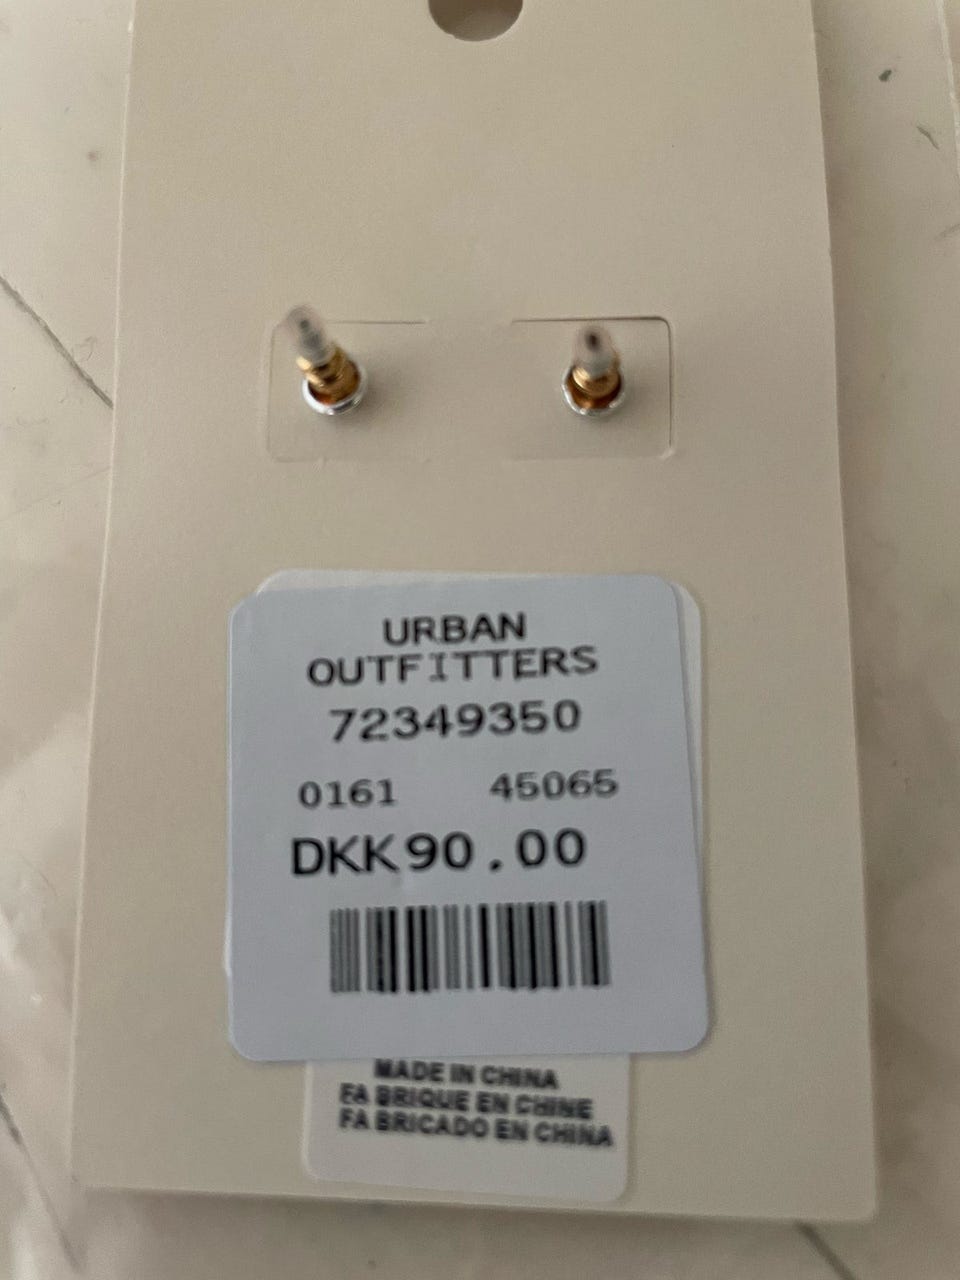 URBAN
OUTFITTERS
72349350
0161 45065
DKK90.00
MADE IN CHINA
FA BRIQUE EN CHINE
FA BRICADO EN CHINA